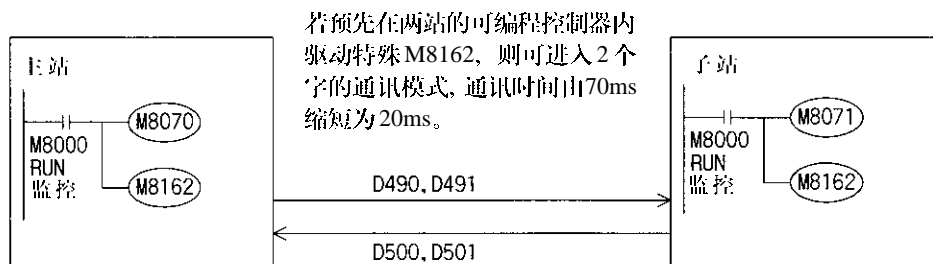 若预先在两站的可编程控制器内
驱动特殊M8162, 则可进入2个
字的通讯模式, 通讯时间由70ms
缩短为20ms。
主站
M8070
M8000
RUN
监控
M8162
D490,D491
D500,D501
子站
M8071
M8000
RUN
监控
M8162